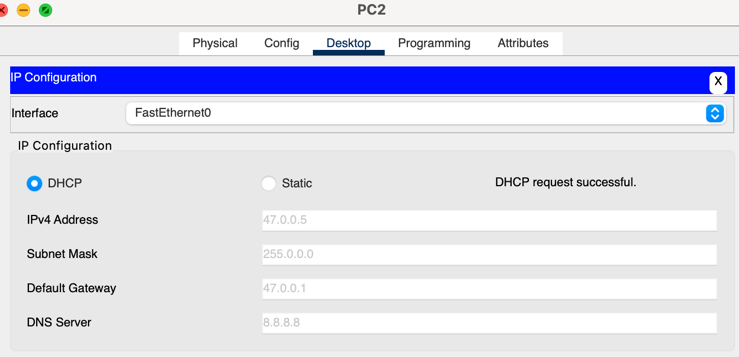 PC2
Physical Config Desktop Programming Attributes
IP Configuration X
Interface FastEthernet0
IP Configuration
DHCP Static DHCP request successful.
IPv4 Address 47.0.0.5
Subnet Mask 255.0.0.0
Default Gateway 47.0.0.1
DNS Server 8.8.8.8